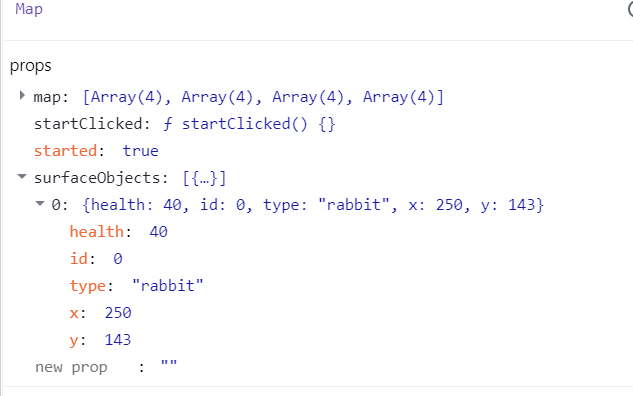 Map
props
map: [Array(4), Array(4), Array(4), Array(4)]
startClicked: ƒ startClicked() {}
started: true
surfaceObjects: [{…}]
0: {health: 40, id: 0, type: "rabbit", x: 250, y: 143}
health: 40
id: 0
type: "rabbit"
x: 250
y: 143
new prop : ""